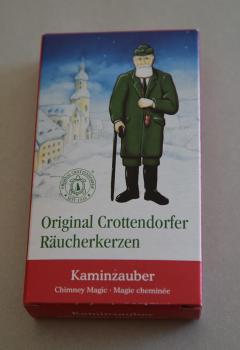 Original Crottendorfer
Räucherkerzen
Kaminzauber
Chimney Magic · Magie cheminée